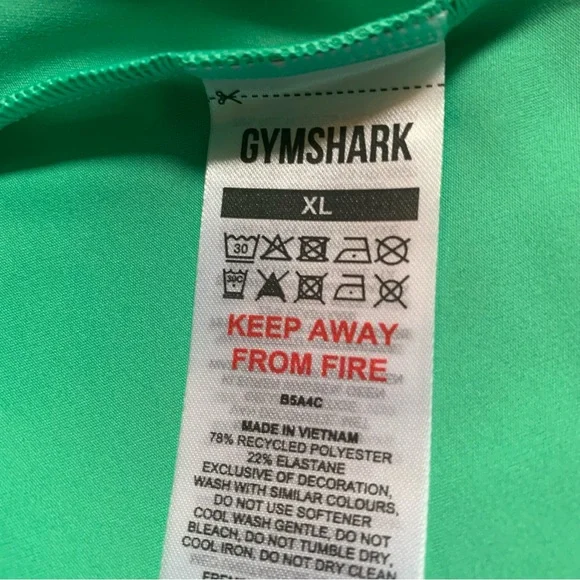 GYMSHARK
XL
30
30C
KEEP AWAY
FROM FIRE
B5A4C
MADE IN VIETNAM
78% RECYCLED POLYESTER
22% ELASTANE
EXCLUSIVE OF DECORATION,
WASH WITH SIMILAR COLOURS,
DO NOT USE SOFTENER
COOL WASH GENTLE, DO NOT
BLEACH, DO NOT TUMBLE DRY,
COOL IRON, DO NOT DRY CLEAN